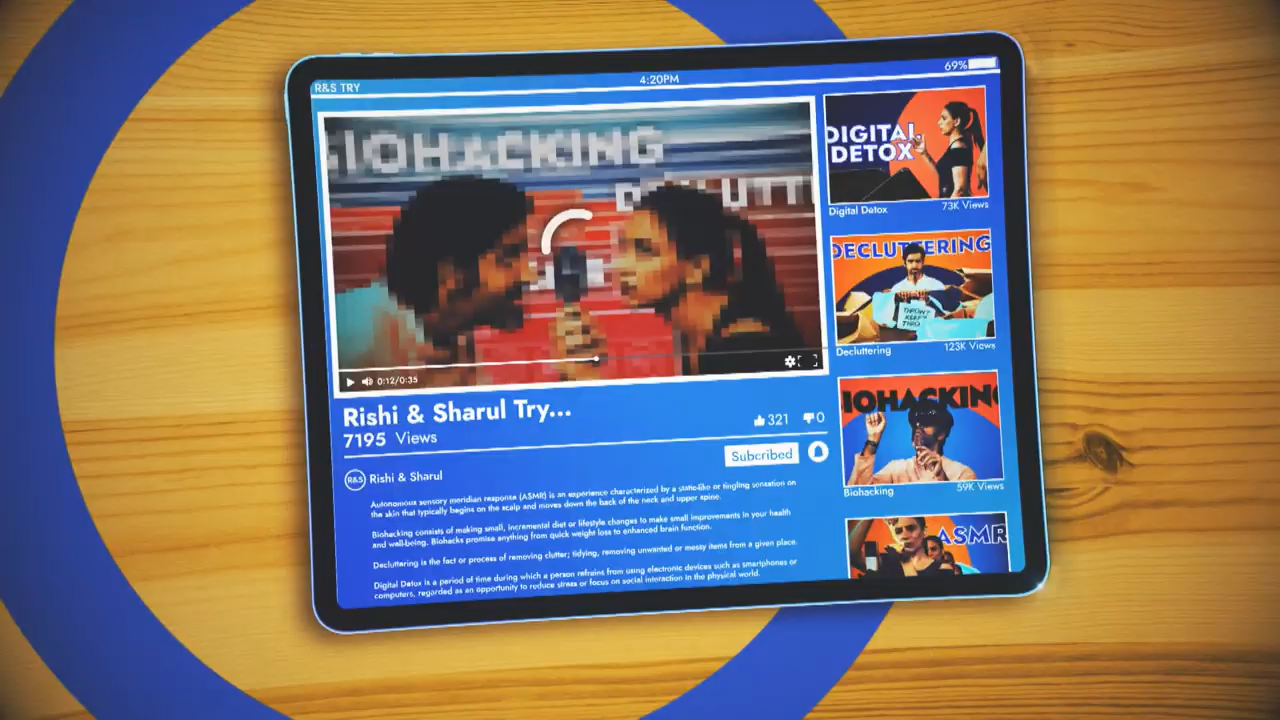 R&S TRY
4:20PM
69%
BIOHACKING
DECLUTT
0:12/0:35
Rishi & Sharul Try...
7195 Views
321
0
Subcribed
R&S
Rishi & Sharul
Autonomous sensory meridian response (ASMR) is an experience characterized by a static-like or tingling sensation on
the skin that typically begins on the scalp and moves down the back of the neck and upper spine.
Biohacking consists of making small, incremental diet or lifestyle changes to make small improvements in your health
and well-being. Biohacks promise anything from quick weight loss to enhanced brain function.
Decluttering is the fact or process of removing clutter; tidying, removing unwanted or messy items from a given place.
Digital Detox is a period of time during which a person refrains from using electronic devices such as smartphones or
computers, regarded as an opportunity to reduce stress or focus on social interaction in the physical world.
DIGITAL
DETOX
Digital Detox
73K Views
DECLUTTERING
THROW?
KEEP?
THRO
Decluttering
123K Views
BIOHACKING
Biohacking
59K Views
ASMR